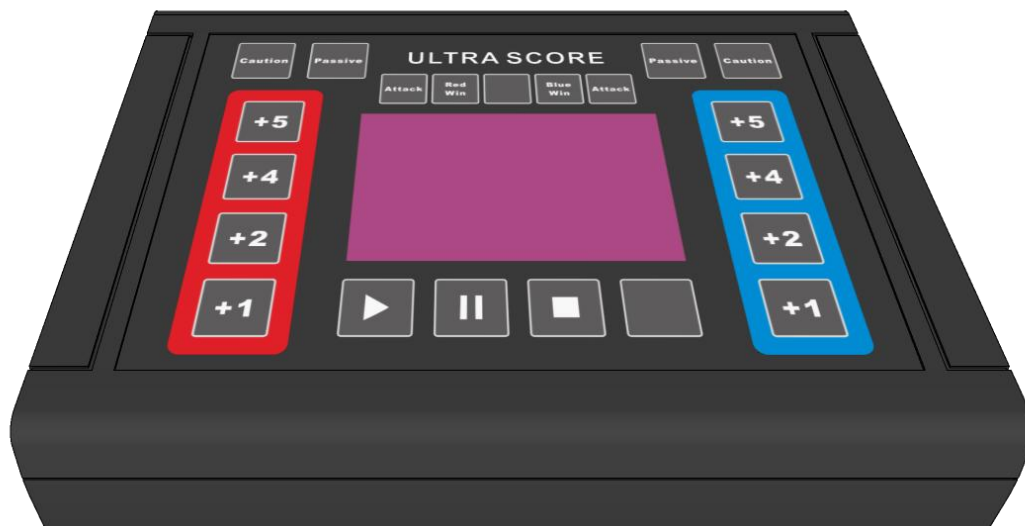 Caution Passive ULTRA SCORE Passive Caution
Attack Red Win Blue Win Attack
+5 +5
+4 +4
+2 +2
+1 +1